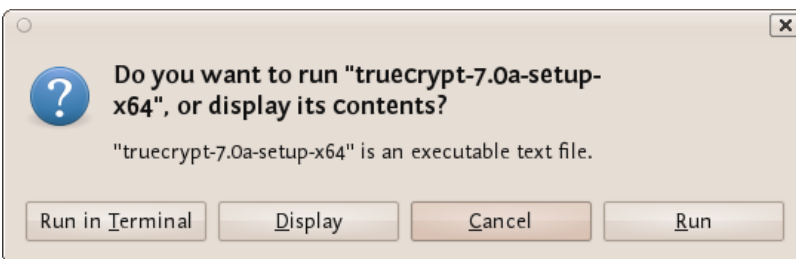 Do you want to run "truecrypt-7.0a-setup-
x64", or display its contents?
"truecrypt-7.0a-setup-x64" is an executable text file.
Run in Terminal
Display
Cancel
Run